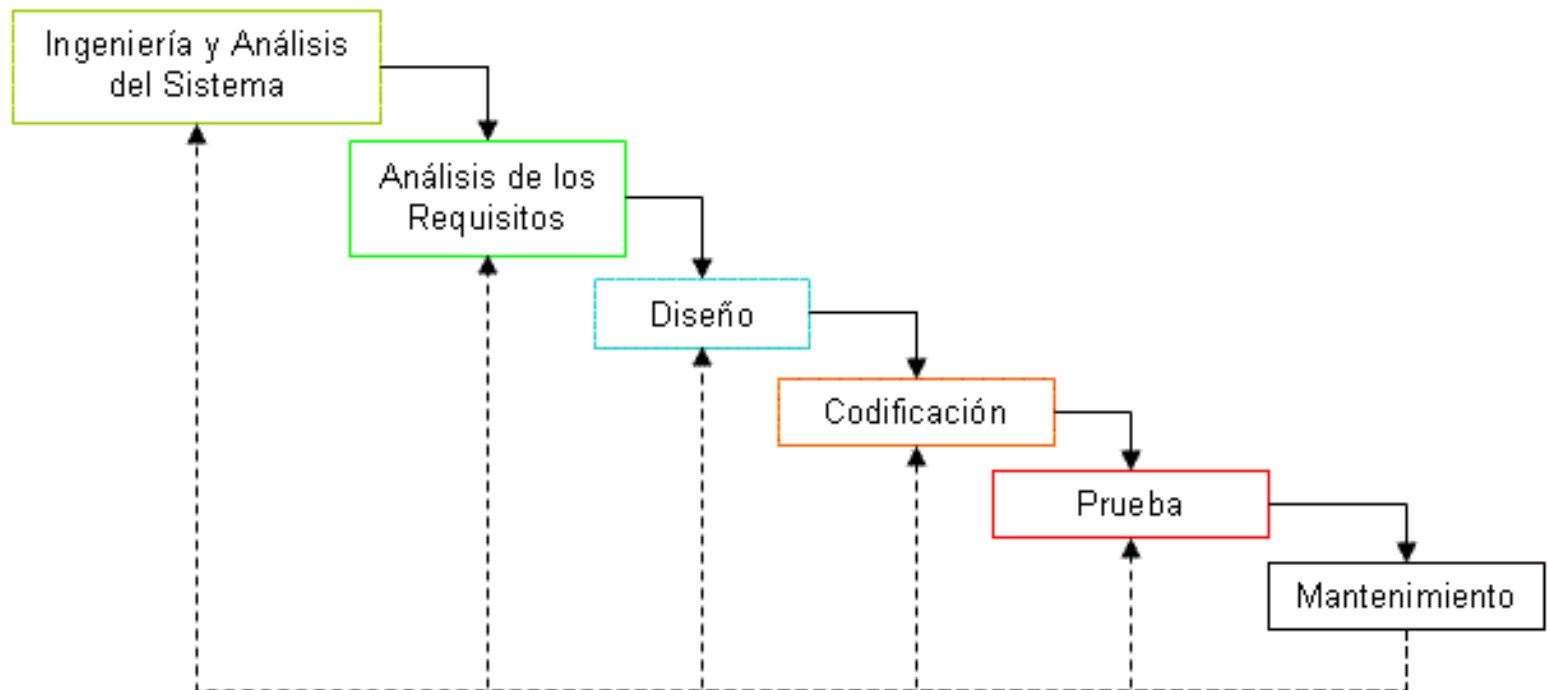 Ingeniería y Análisis
del Sistema
Análisis de los
Requisitos
Diseño
Codificación
Prueba
Mantenimiento